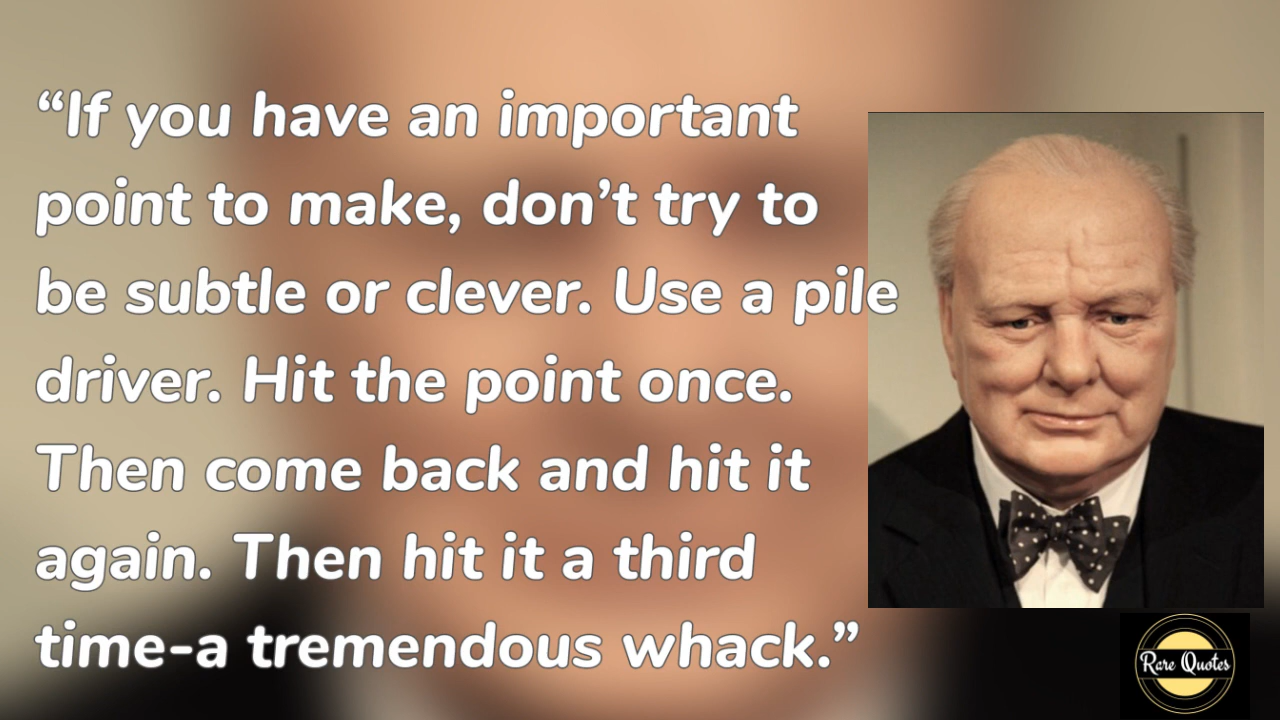 “If you have an important
point to make, don’t try to
be subtle or clever. Use a pile
driver. Hit the point once.
Then come back and hit it
again. Then hit it a third
time-a tremendous whack.”
Rare Quotes